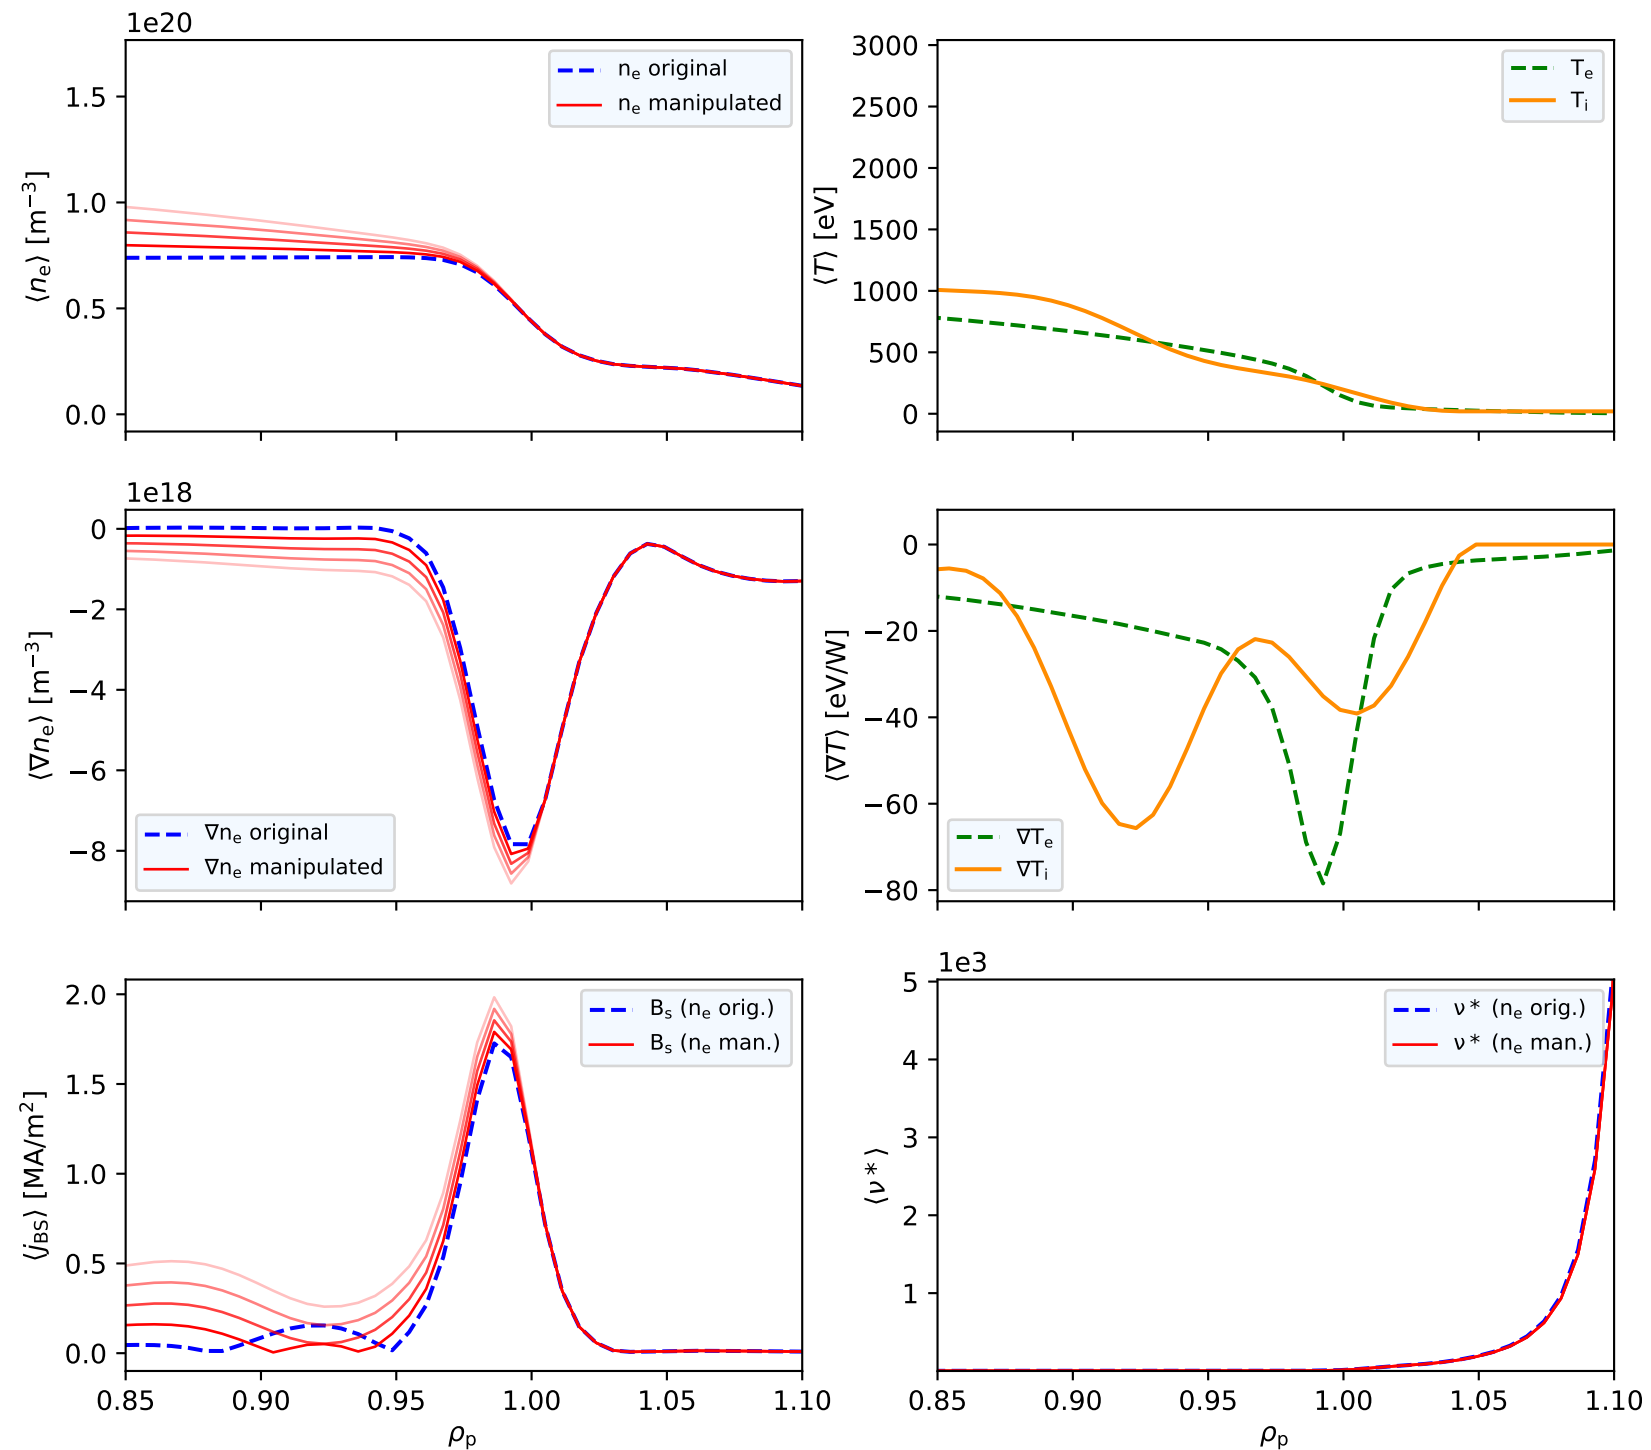 1e20
1.5
1.0
0.5
0.0
⟨nₑ⟩ [m⁻³]
nₑ original
nₑ manipulated
3000
2500
2000
1500
1000
500
0
⟨T⟩ [eV]
Tₑ
Tᵢ
1e18
0
−2
−4
−6
−8
⟨∇nₑ⟩ [m⁻³]
∇nₑ original
∇nₑ manipulated
0
−20
−40
−60
−80
⟨∇T⟩ [eV/W]
∇Tₑ
∇Tᵢ
2.0
1.5
1.0
0.5
0.0
⟨j_BS⟩ [MA/m²]
Bₛ (nₑ orig.)
Bₛ (nₑ man.)
0.85 0.90 0.95 1.00 1.05 1.10
ρₚ
1e3
5
4
3
2
1
⟨ν*⟩
ν* (nₑ orig.)
ν* (nₑ man.)
0.85 0.90 0.95 1.00 1.05 1.10
ρₚ